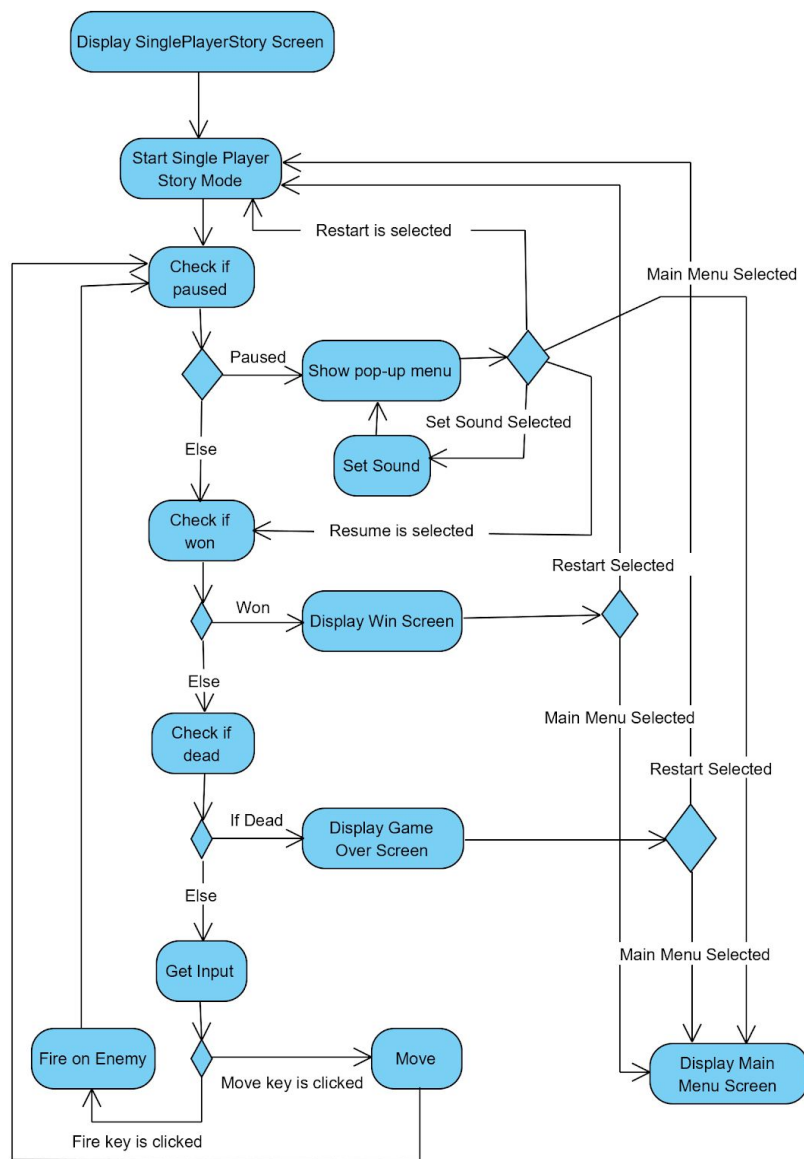 Display SinglePlayerStory Screen
Start Single Player
Story Mode
Restart is selected
Check if
paused
Main Menu Selected
Paused
Show pop-up menu
Set Sound Selected
Else
Set Sound
Check if
won
Resume is selected
Restart Selected
Won
Display Win Screen
Else
Main Menu Selected
Check if
dead
Restart Selected
If Dead
Display Game
Over Screen
Else
Main Menu Selected
Get Input
Fire on Enemy
Move
Display Main
Menu Screen
Move key is clicked
Fire key is clicked